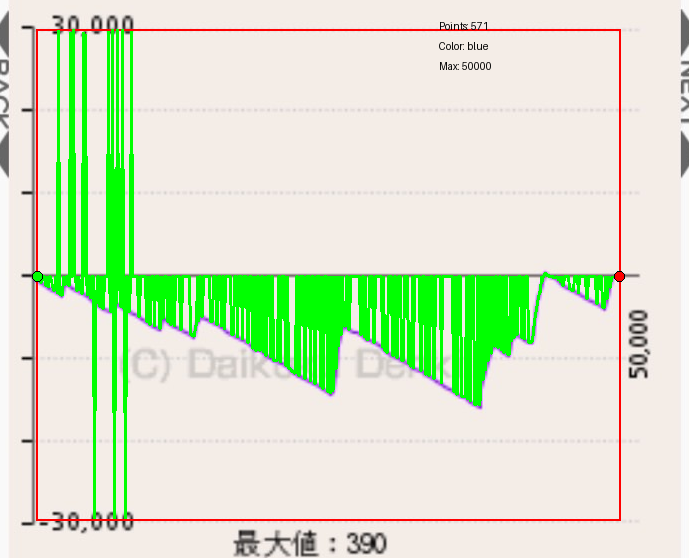 30,000
Points: 571
Color: blue
Max: 50000
BACK
NEXT
50,000
(C) Daiko Denk
-30,000
最大値：390